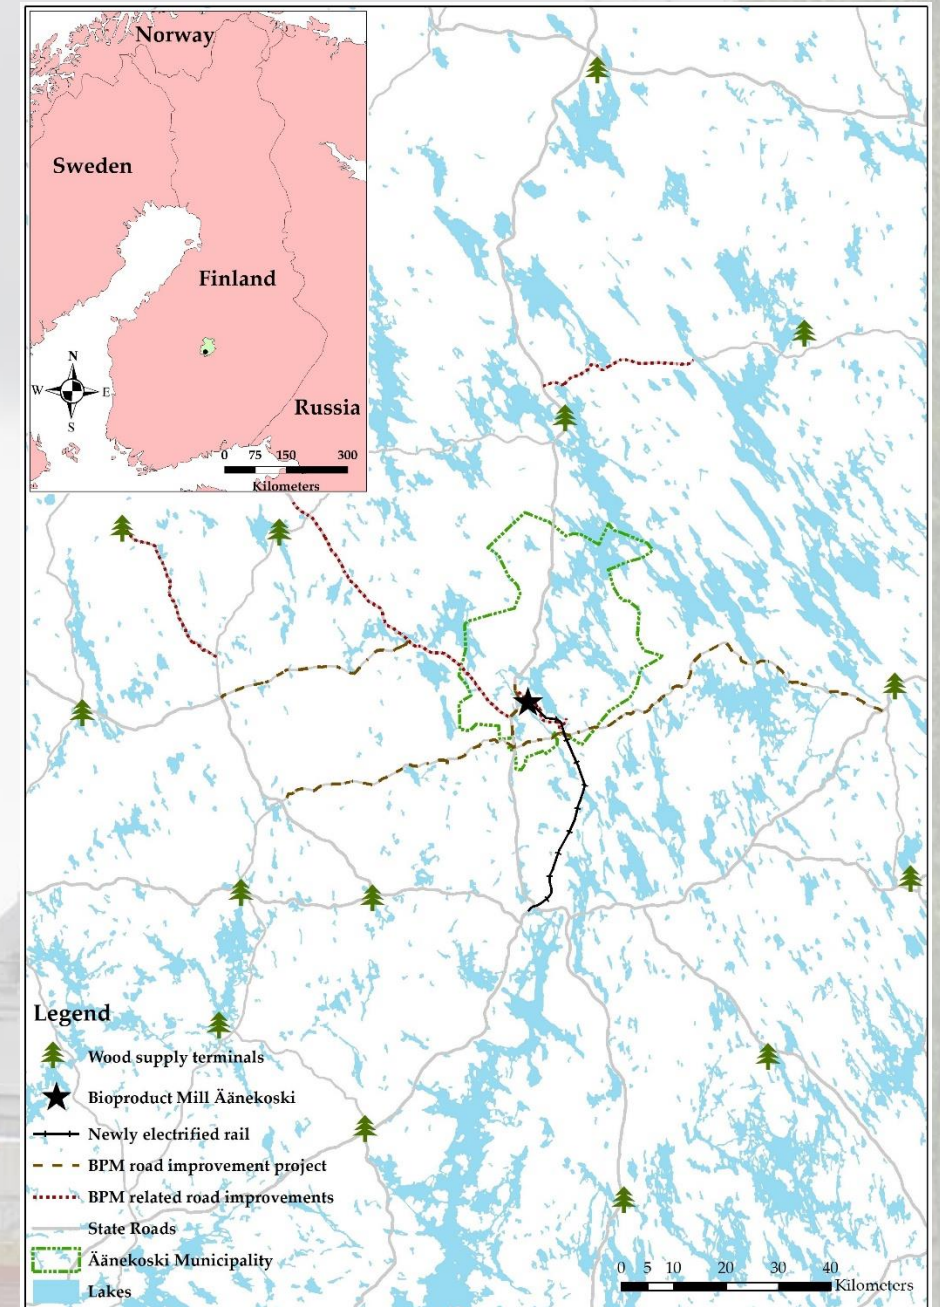 Norway
Sweden
Finland
Russia
N
W E
S
0 75 150 300
Kilometers
Legend
Wood supply terminals
Bioproduct Mill Äänekoski
Newly electrified rail
BPM road improvement project
BPM related road improvements
State Roads
Äänekoski Municipality
Lakes
0 5 10 20 30 40
Kilometers